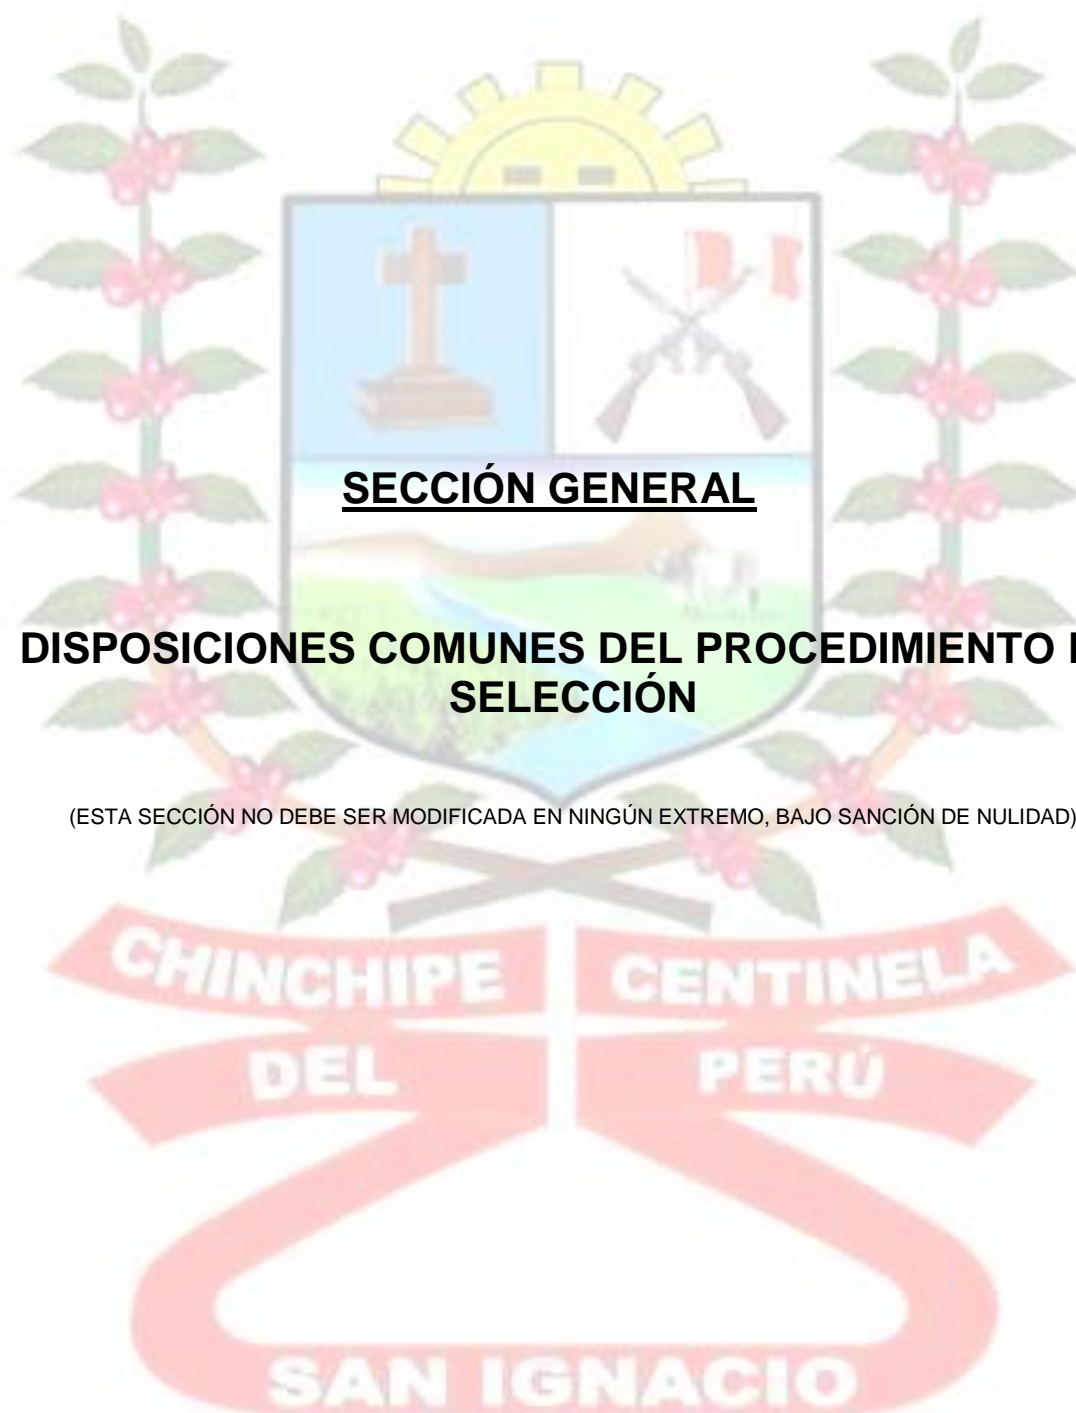 SECCIÓN GENERAL
DISPOSICIONES COMUNES DEL PROCEDIMIENTO
SELECCIÓN
(ESTA SECCIÓN NO DEBE SER MODIFICADA EN NINGÚN EXTREMO, BAJO SANCIÓN DE NULIDAD)
CHINCHIPE CENTINELA
DEL PERÚ
SAN IGNACIO